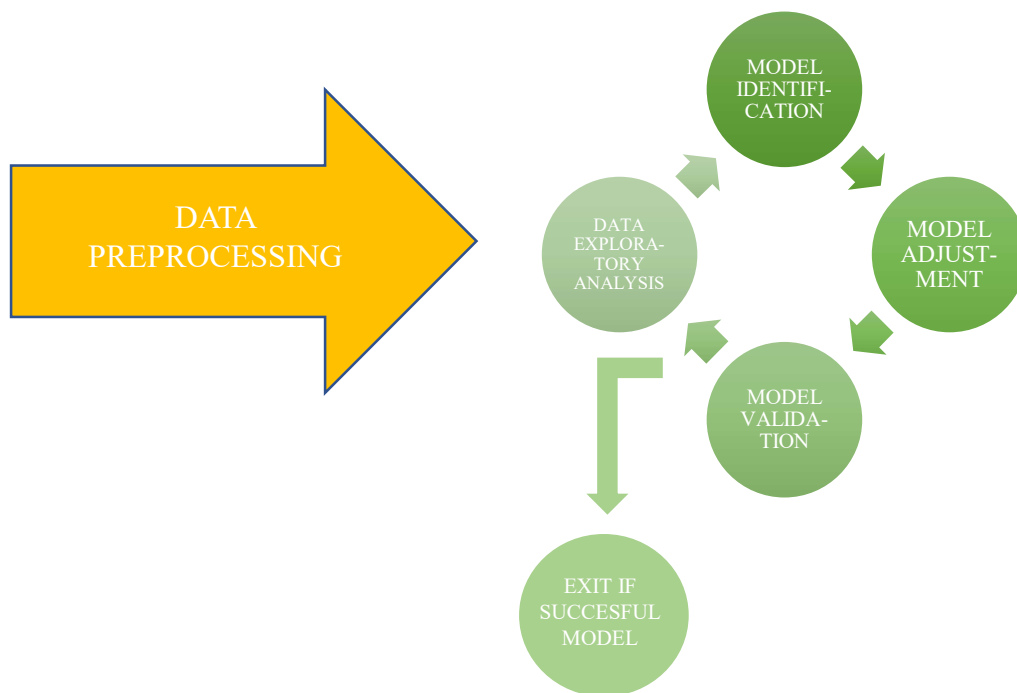 DATA
PREPROCESSING
MODEL
IDENTIFI-
CATION
DATA
EXPLORA-
TORY
ANALYSIS
MODEL
ADJUST-
MENT
MODEL
VALIDA-
TION
EXIT IF
SUCCESFUL
MODEL